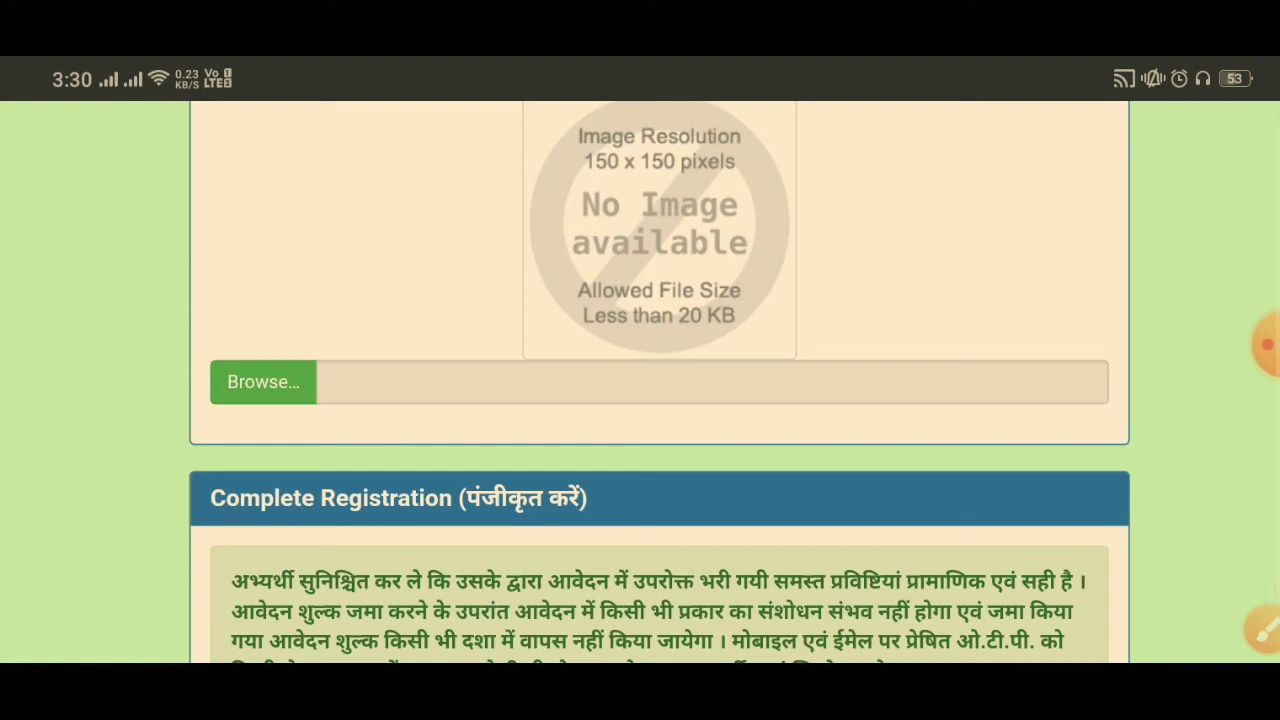 3:30
0.23
KB/S
Vo 1
LTE 2
53
Image Resolution
150 x 150 pixels
No Image
available
Allowed File Size
Less than 20 KB
Browse...
Complete Registration (पंजीकृत करें)
अभ्यर्थी सुनिश्चित कर ले कि उसके द्वारा आवेदन में उपरोक्त भरी गयी समस्त प्रविष्टियां प्रामाणिक एवं सही है ।
आवेदन शुल्क जमा करने के उपरांत आवेदन में किसी भी प्रकार का संशोधन संभव नहीं होगा एवं जमा किया
गया आवेदन शुल्क किसी भी दशा में वापस नहीं किया जायेगा । मोबाइल एवं ईमेल पर प्रेषित ओ.टी.पी. को